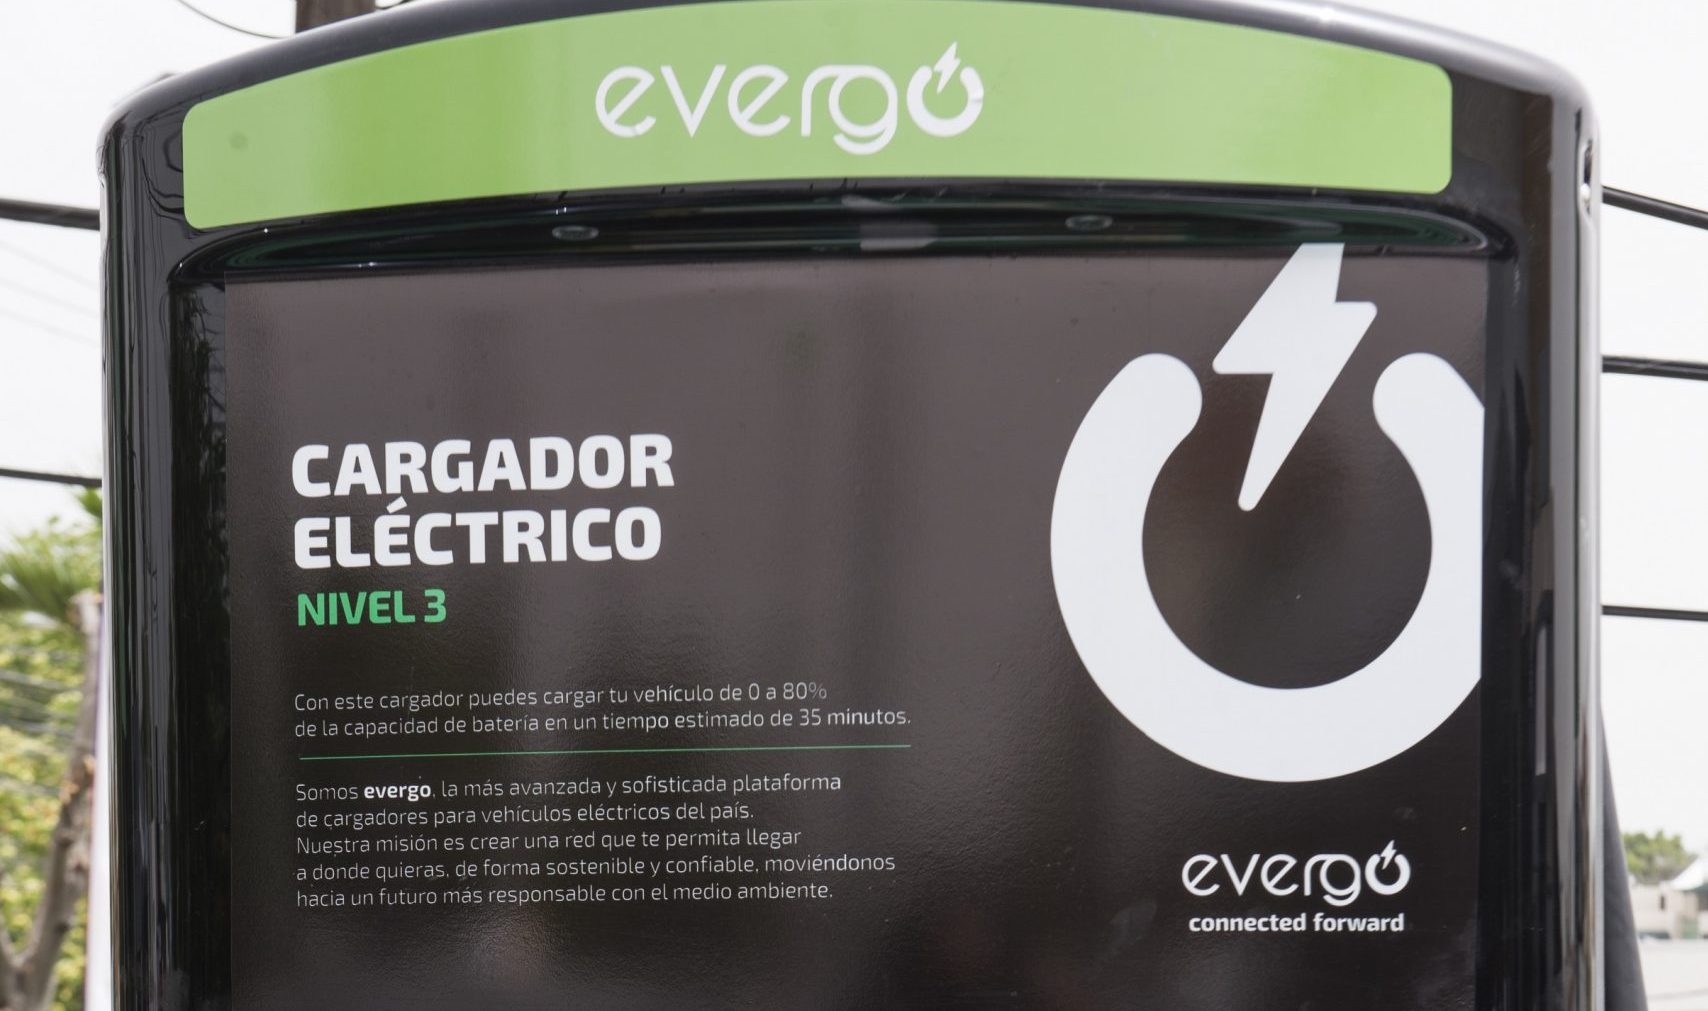 evergo
CARGADOR
ELÉCTRICO
NIVEL 3
Con este cargador puedes cargar tu vehículo de 0 a 80%
de la capacidad de batería en un tiempo estimado de 35 minutos.
Somos evergo, la más avanzada y sofisticada plataforma
de cargadores para vehículos eléctricos del país.
Nuestra misión es crear una red que te permita llegar
a donde quieras, de forma sostenible y confiable, moviéndonos
hacia un futuro más responsable con el medio ambiente.
evergo
connected forward